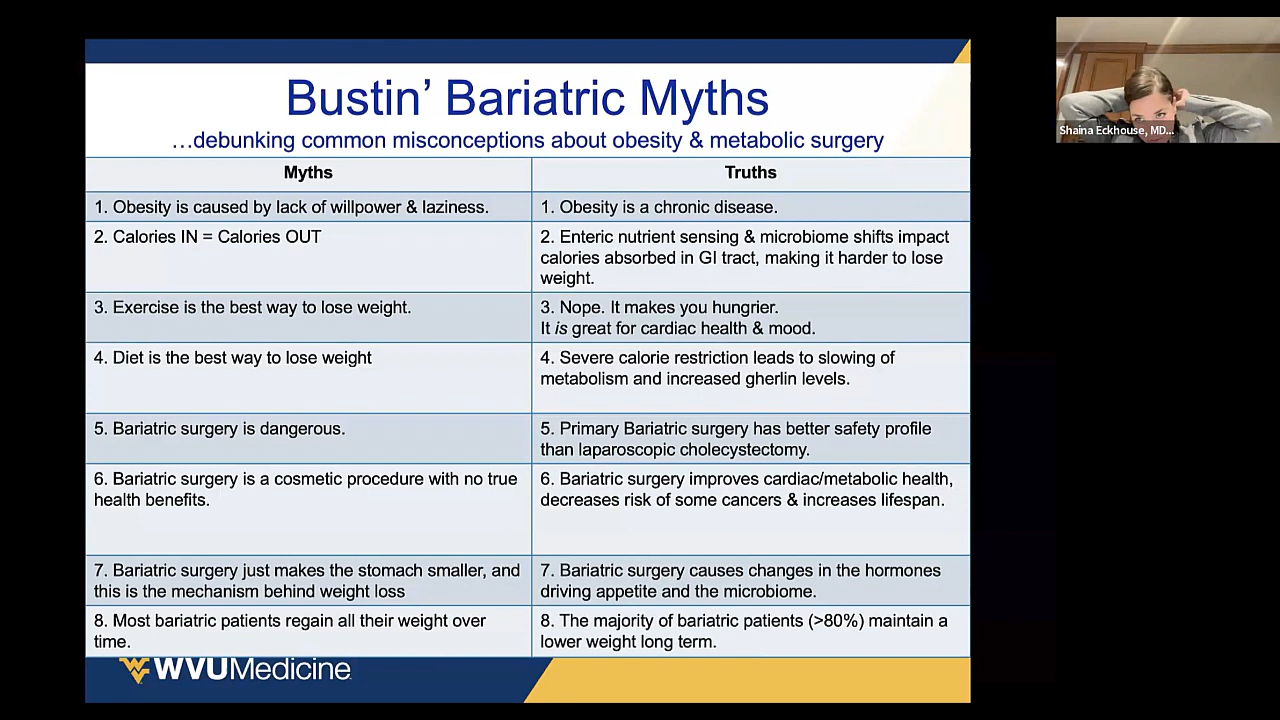 Bustin’ Bariatric Myths
…debunking common misconceptions about obesity & metabolic surgery
Myths
Truths
1. Obesity is caused by lack of willpower & laziness.
1. Obesity is a chronic disease.
2. Calories IN = Calories OUT
2. Enteric nutrient sensing & microbiome shifts impact
calories absorbed in GI tract, making it harder to lose
weight.
3. Exercise is the best way to lose weight.
3. Nope. It makes you hungrier.
It is great for cardiac health & mood.
4. Diet is the best way to lose weight
4. Severe calorie restriction leads to slowing of
metabolism and increased gherlin levels.
5. Bariatric surgery is dangerous.
5. Primary Bariatric surgery has better safety profile
than laparoscopic cholecystectomy.
6. Bariatric surgery is a cosmetic procedure with no true
health benefits.
6. Bariatric surgery improves cardiac/metabolic health,
decreases risk of some cancers & increases lifespan.
7. Bariatric surgery just makes the stomach smaller, and
this is the mechanism behind weight loss
7. Bariatric surgery causes changes in the hormones
driving appetite and the microbiome.
8. Most bariatric patients regain all their weight over
time.
8. The majority of bariatric patients (>80%) maintain a
lower weight long term.
WVUMedicine
Shaina Eckhouse, MD...